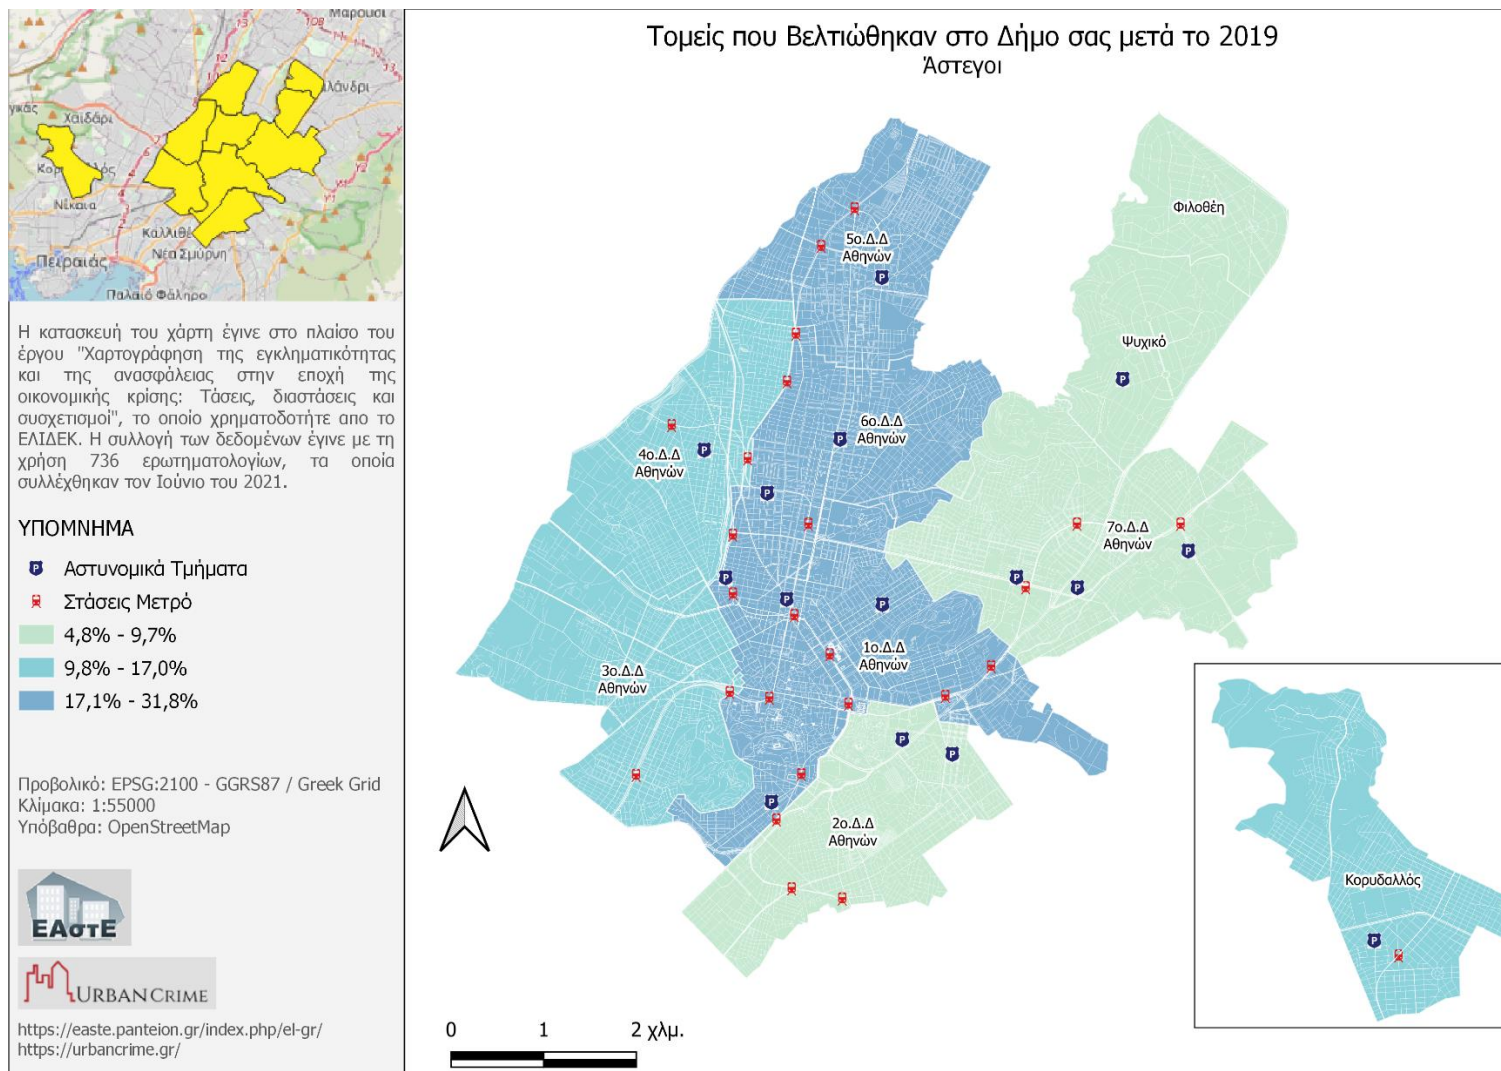 Τομείς που Βελτιώθηκαν στο Δήμο σας μετά το 2019
Άστεγοι
Μαρούσι
Χαϊδάρι
Νίκαια
Νέα Σμύρνη
Πειραιάς
Παλαιό Φάληρο
Η κατασκευή του χάρτη έγινε στο πλαίσο του
έργου "Χαρτογράφηση της εγκληματικότητας
και της ανασφάλειας στην εποχή της
οικονομικής κρίσης: Τάσεις, διαστάσεις και
συσχετισμοί", το οποίο χρηματοδοτήτε απο το
ΕΛΙΔΕΚ. Η συλλογή των δεδομένων έγινε με τη
χρήση 736 ερωτηματολογίων, τα οποία
συλλέχθηκαν τον Ιούνιο του 2021.
ΥΠΟΜΝΗΜΑ
Αστυνομικά Τμήματα
Στάσεις Μετρό
4,8% - 9,7%
9,8% - 17,0%
17,1% - 31,8%
Προβολικό: EPSG:2100 - GGRS87 / Greek Grid
Κλίμακα: 1:55000
Υπόβαθρα: OpenStreetMap
ΕΑστΕ
URBANCRIME
https://easte.panteion.gr/index.php/el-gr/
https://urbancrime.gr/
Φιλοθέη
5ο.Δ.Δ
Αθηνών
Ψυχικό
6ο.Δ.Δ
Αθηνών
4ο.Δ.Δ
Αθηνών
7ο.Δ.Δ
Αθηνών
1ο.Δ.Δ
Αθηνών
3ο.Δ.Δ
Αθηνών
2ο.Δ.Δ
Αθηνών
Κορυδαλλός
0 1 2 χλμ.